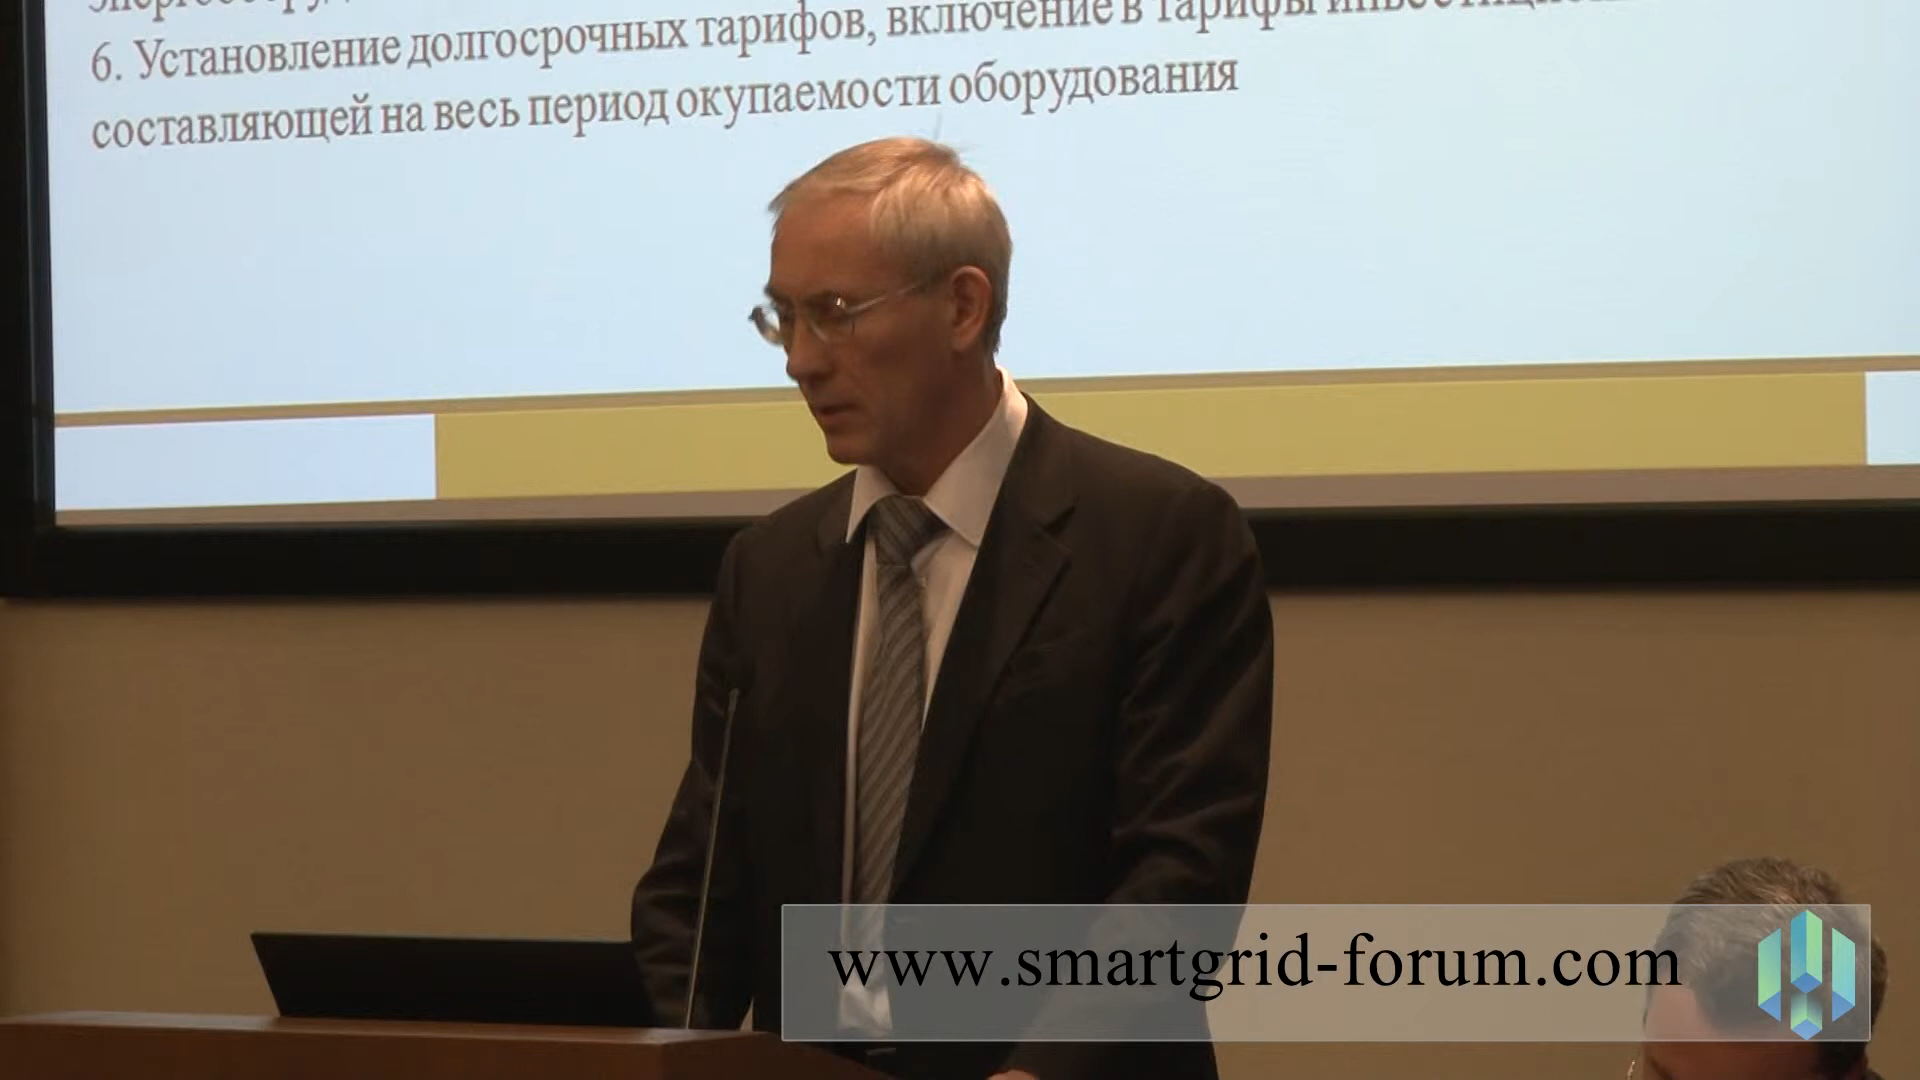 6. Установление долгосрочных тарифов, включение в тарифы
составляющей на весь период окупаемости оборудования
www.smartgrid-forum.com